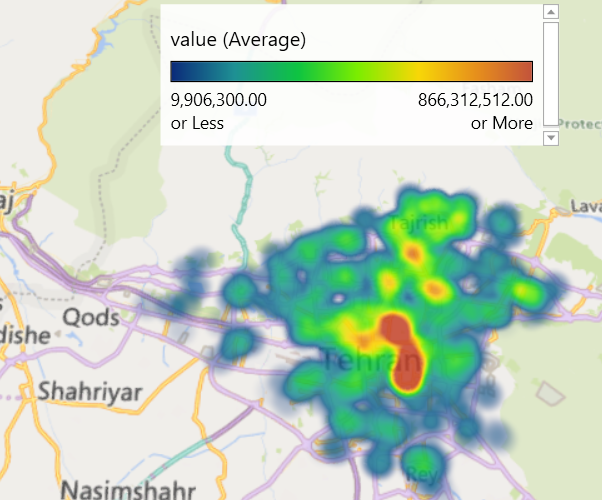 value (Average)
9,906,300.00
or Less
866,312,512.00
or More
Protec
aj
Lava
Tajrish
Qods
dishe
Tehran
Shahriyar
Rey
Nasimshahr